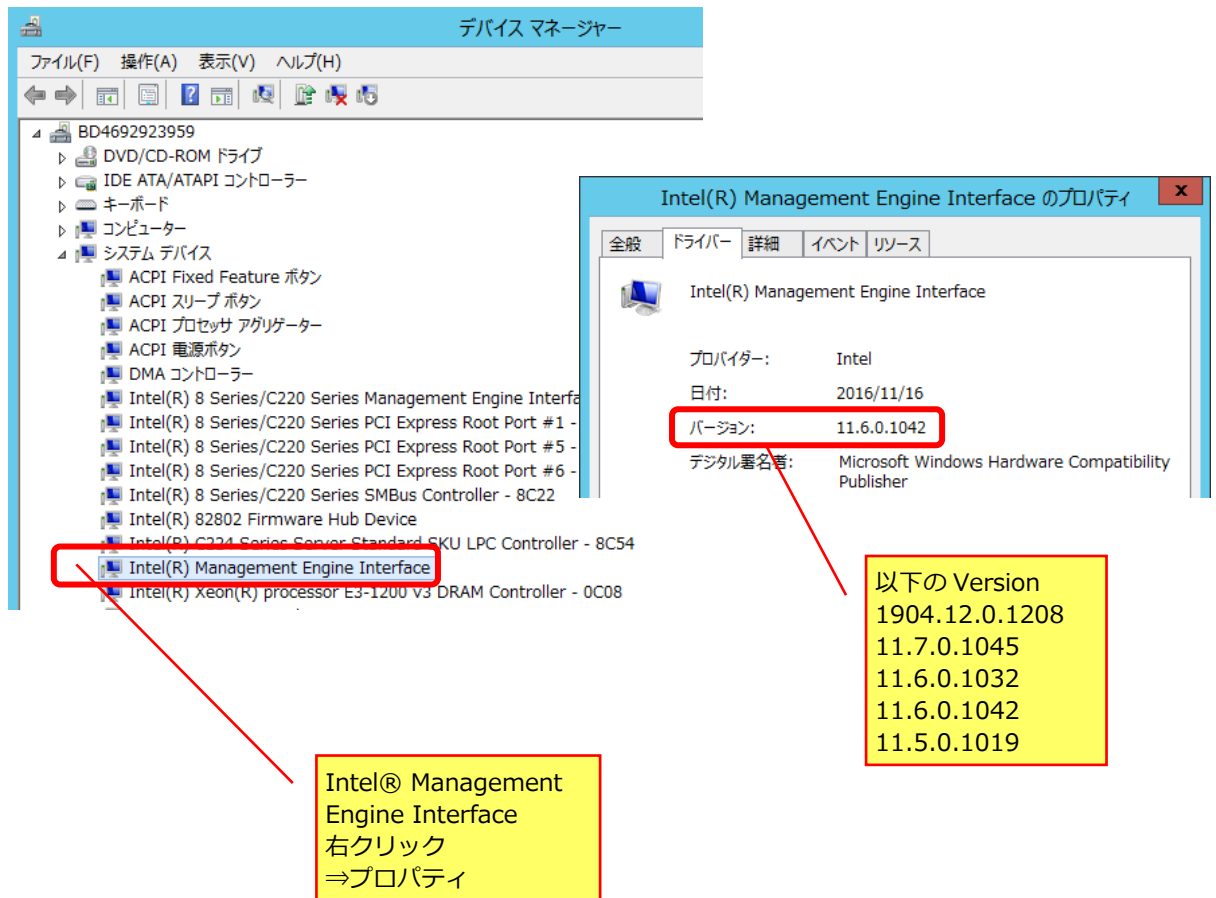 デバイス マネージャー
ファイル(F) 操作(A) 表示(V) ヘルプ(H)
BD4692923959
DVD/CD-ROM ドライブ
IDE ATA/ATAPI コントローラー
キーボード
コンピューター
システム デバイス
ACPI Fixed Feature ボタン
ACPI スリープ ボタン
ACPI プロセッサ アグリゲーター
ACPI 電源ボタン
DMA コントローラー
Intel(R) 8 Series/C220 Series Management Engine Interfa
Intel(R) 8 Series/C220 Series PCI Express Root Port #1 -
Intel(R) 8 Series/C220 Series PCI Express Root Port #5 -
Intel(R) 8 Series/C220 Series PCI Express Root Port #6 -
Intel(R) 8 Series/C220 Series SMBus Controller - 8C22
Intel(R) 82802 Firmware Hub Device
Intel(R) C224 Series Server Standard SKU LPC Controller - 8C54
Intel(R) Management Engine Interface
Intel(R) Xeon(R) processor E3-1200 v3 DRAM Controller - 0C08
Intel(R) Management Engine Interface のプロパティ
x
全般 ドライバー 詳細 イベント リソース
Intel(R) Management Engine Interface
プロバイダー: Intel
日付: 2016/11/16
バージョン: 11.6.0.1042
デジタル署名者: Microsoft Windows Hardware Compatibility
Publisher
以下の Version
1904.12.0.1208
11.7.0.1045
11.6.0.1032
11.6.0.1042
11.5.0.1019
Intel® Management
Engine Interface
右クリック
⇒プロパティ